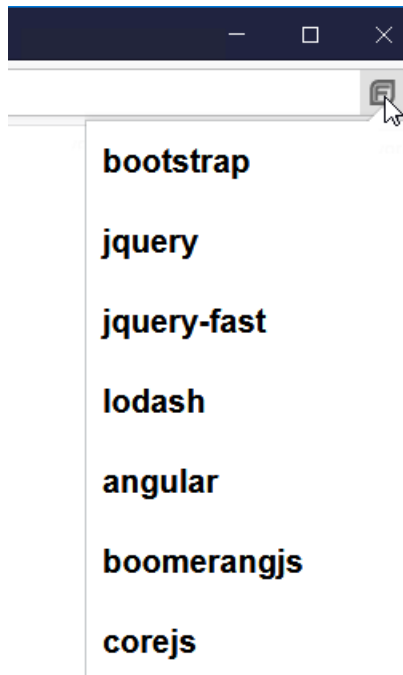 bootstrap
jquery
jquery-fast
lodash
angular
boomerangjs
corejs